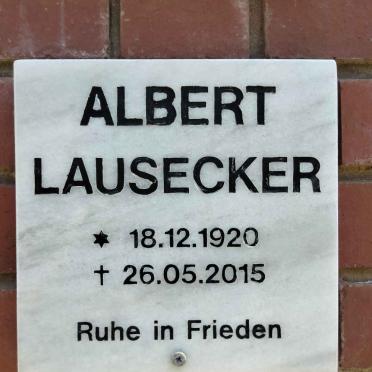 ALBERT
LAUSECKER
✶ 18.12.1920
† 26.05.2015
Ruhe in Frieden